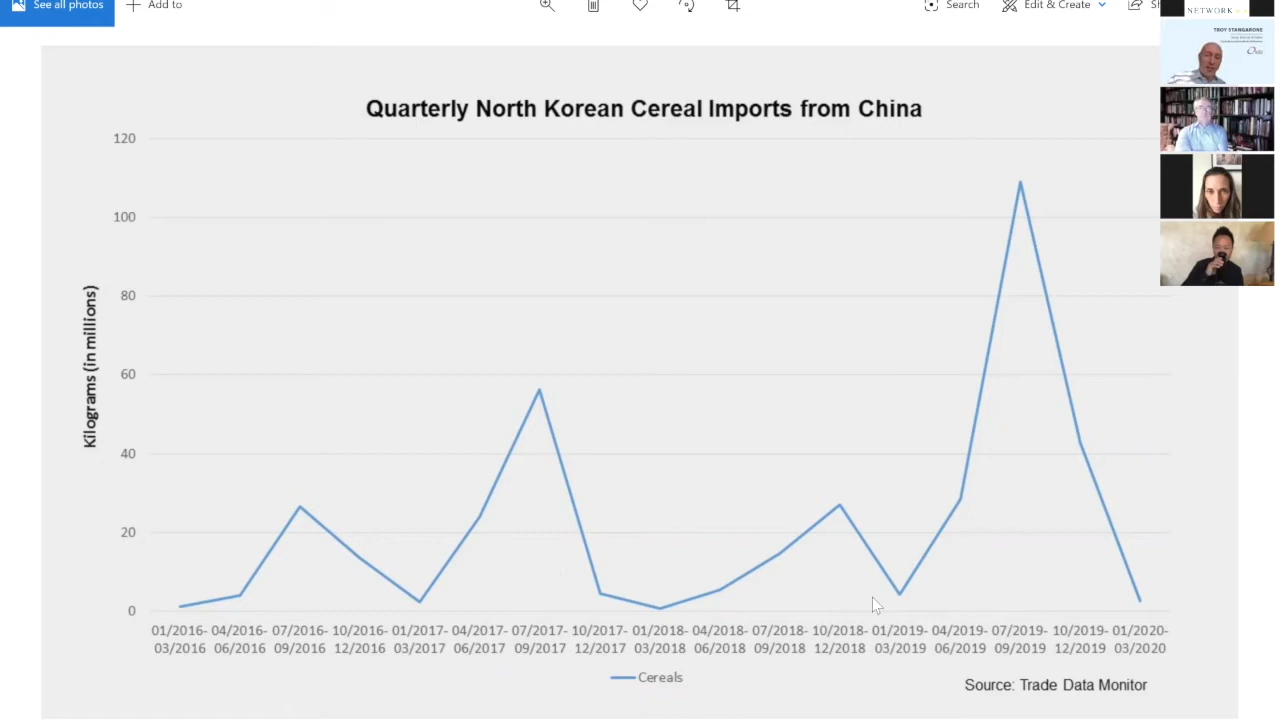 See all photos
Add to
Search
Edit & Create
NETWORK
TROY STANGARONE
Quarterly North Korean Cereal Imports from China
Kilograms (in millions)
120
100
80
60
40
20
0
01/2016- 04/2016- 07/2016- 10/2016- 01/2017- 04/2017- 07/2017- 10/2017- 01/2018- 04/2018- 07/2018- 10/2018- 01/2019- 04/2019- 07/2019- 10/2019- 01/2020-
03/2016 06/2016 09/2016 12/2016 03/2017 06/2017 09/2017 12/2017 03/2018 06/2018 09/2018 12/2018 03/2019 06/2019 09/2019 12/2019 03/2020
Cereals
Source: Trade Data Monitor